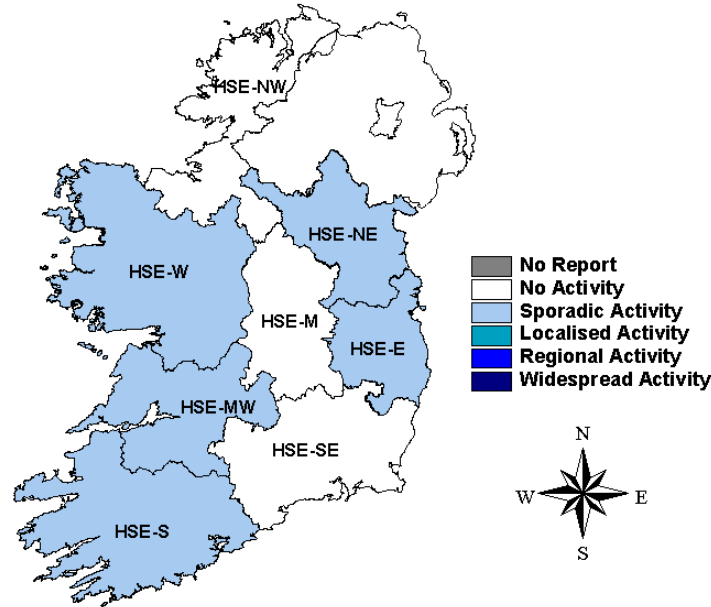 HSE-NW
HSE-NE
HSE-W
HSE-M
HSE-E
HSE-MW
HSE-SE
HSE-S
No Report
No Activity
Sporadic Activity
Localised Activity
Regional Activity
Widespread Activity
N
W E
S